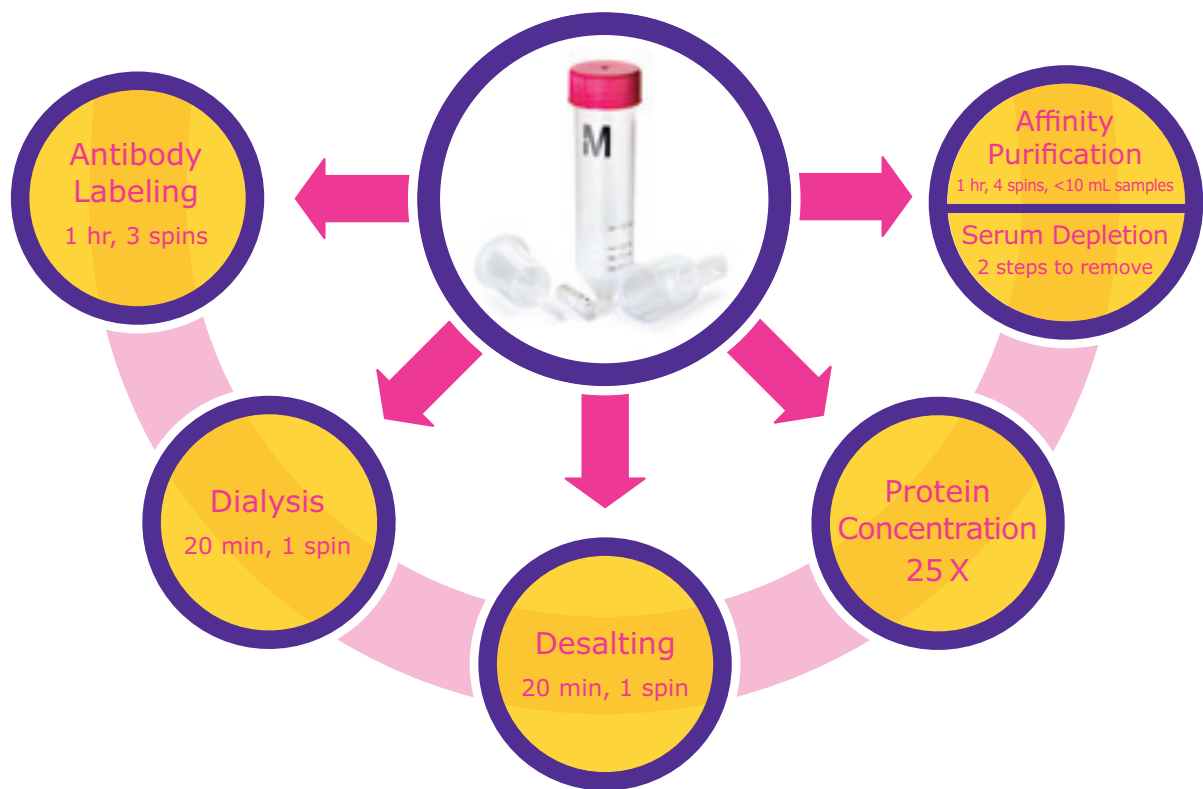 M
Antibody
Labeling
1 hr, 3 spins
Affinity
Purification
1 hr, 4 spins, <10 mL samples
Serum Depletion
2 steps to remove
Dialysis
20 min, 1 spin
Protein
Concentration
25 X
Desalting
20 min, 1 spin